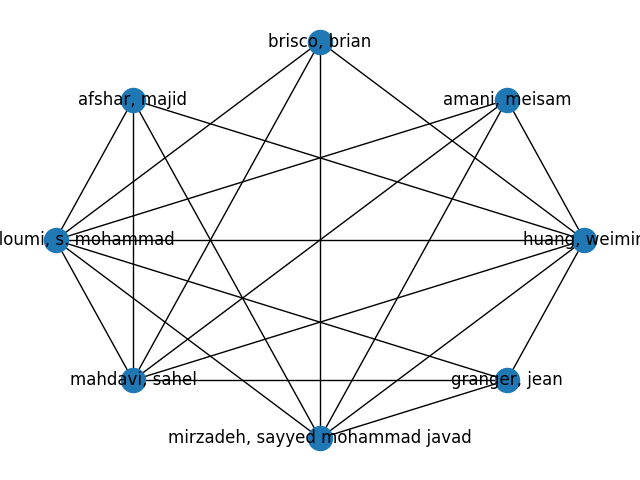 brisco, brian
afshar, majid
amani, meisam
loumi, s. mohammad
huang, weimin
mahdavi, sahel
granger, jean
mirzadeh, sayyed mohammad javad